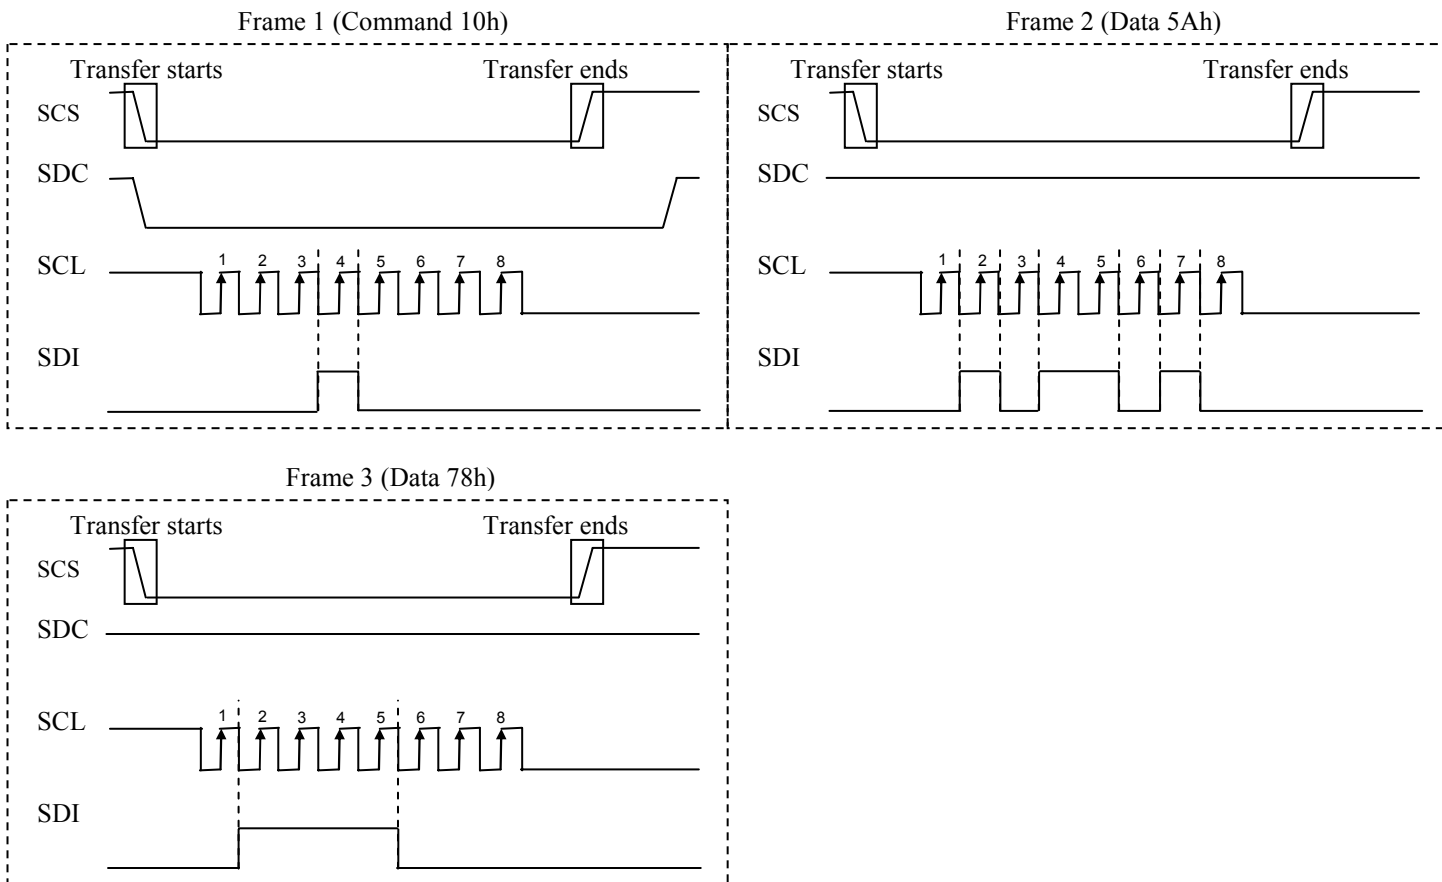 Frame 1 (Command 10h)
Transfer starts Transfer ends
SCS
SDC
SCL
1 2 3 4 5 6 7 8
SDI
Frame 2 (Data 5Ah)
Transfer starts Transfer ends
SCS
SDC
SCL
1 2 3 4 5 6 7 8
SDI
Frame 3 (Data 78h)
Transfer starts Transfer ends
SCS
SDC
SCL
1 2 3 4 5 6 7 8
SDI